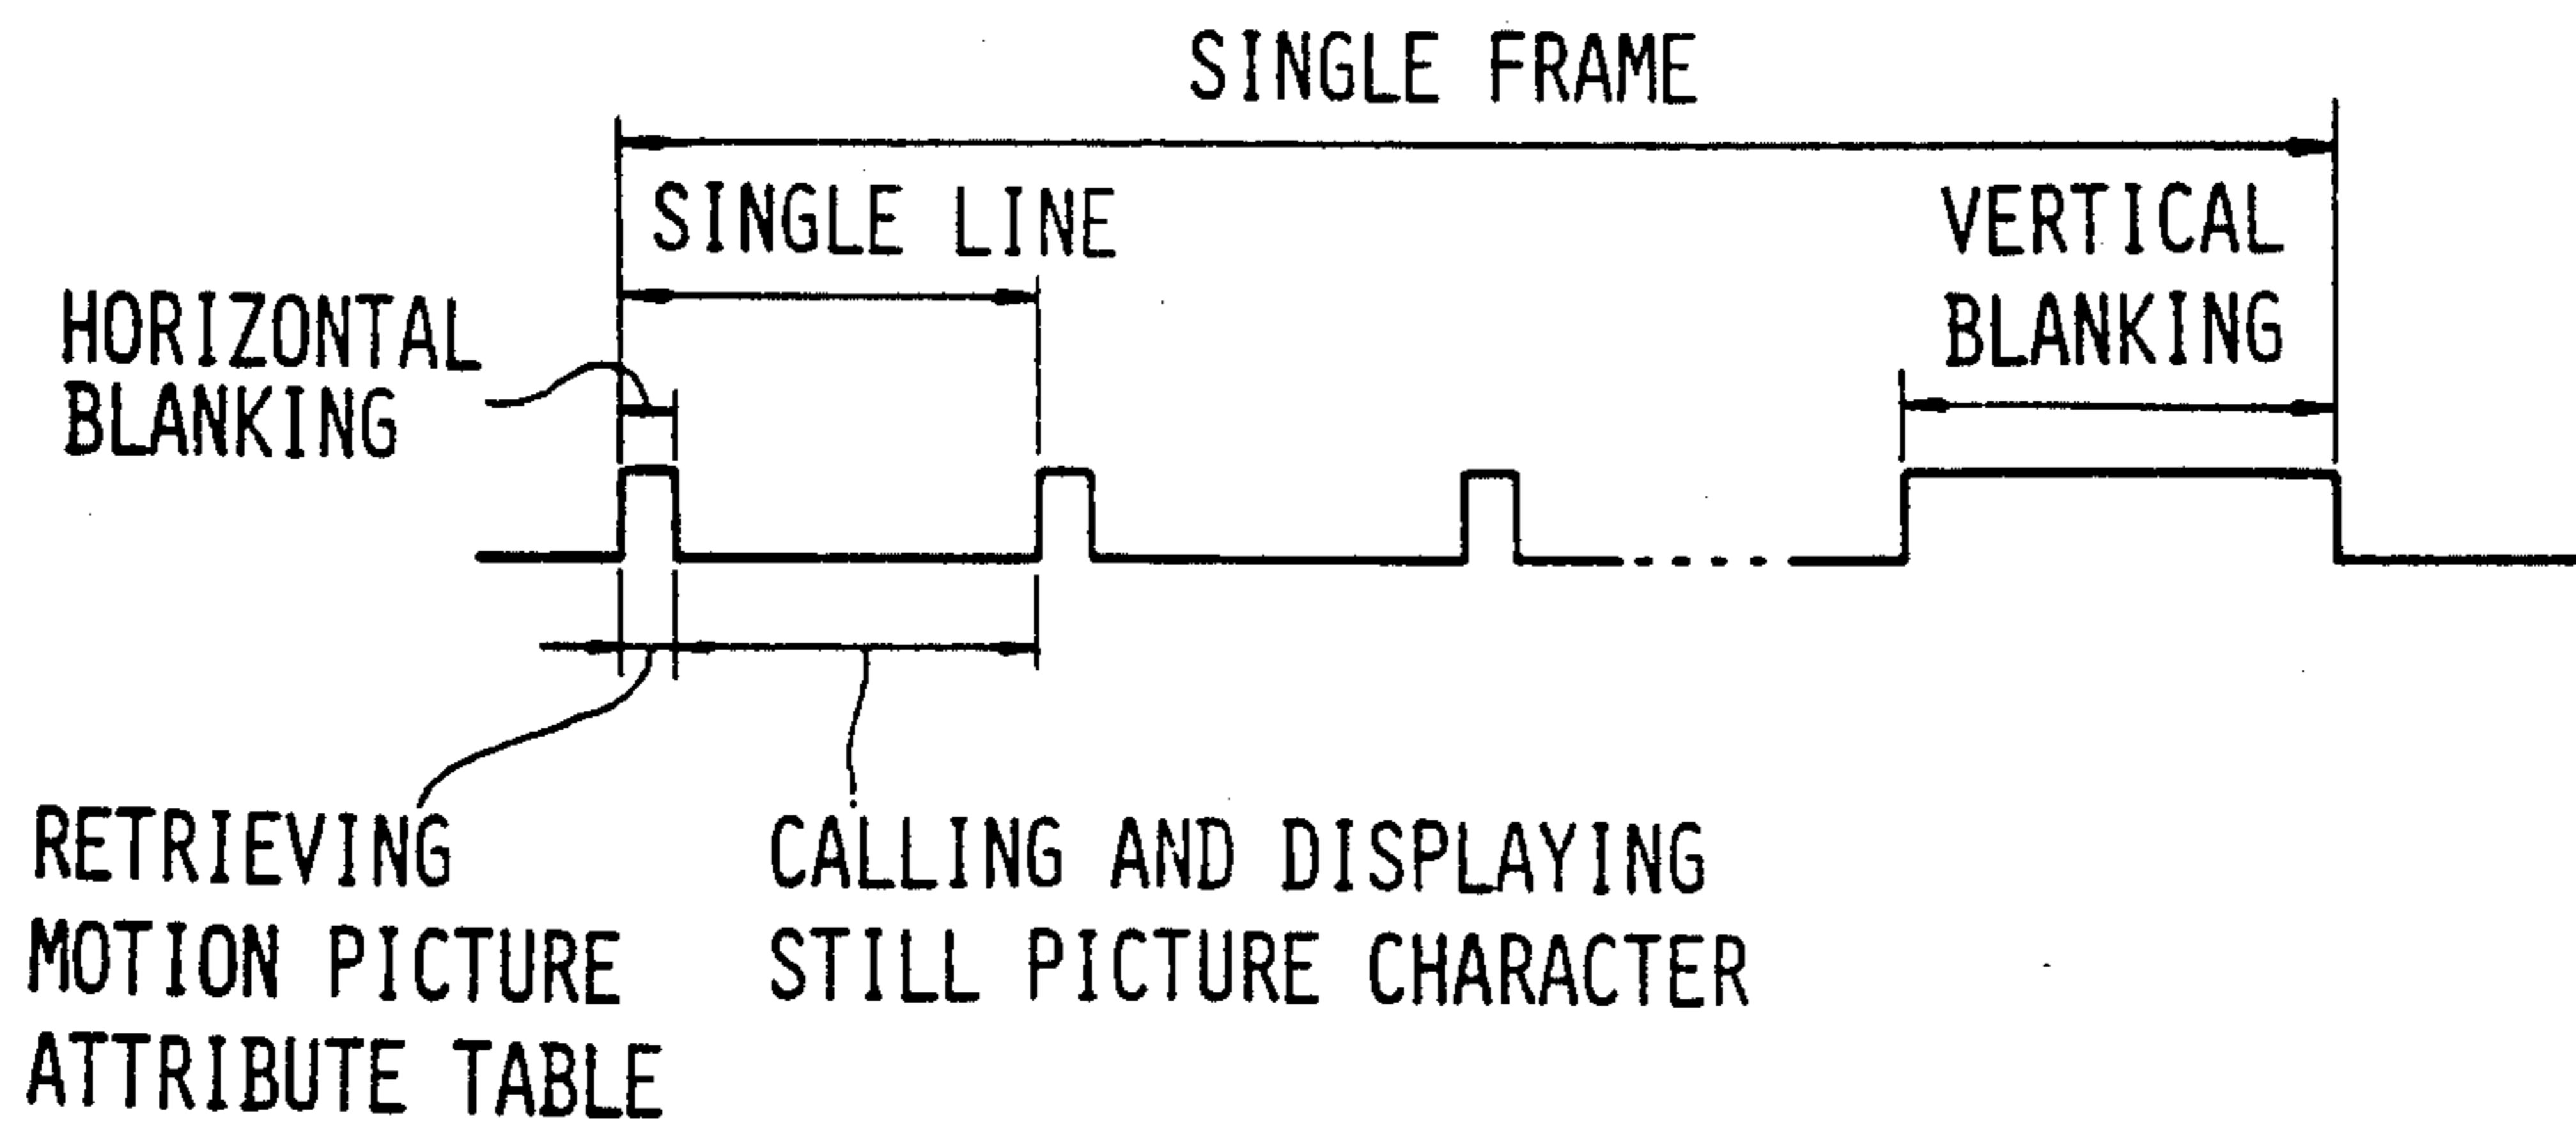 SINGLE FRAME
SINGLE LINE
VERTICAL
BLANKING
HORIZONTAL
BLANKING
RETRIEVING
MOTION PICTURE
ATTRIBUTE TABLE
CALLING AND DISPLAYING
STILL PICTURE CHARACTER